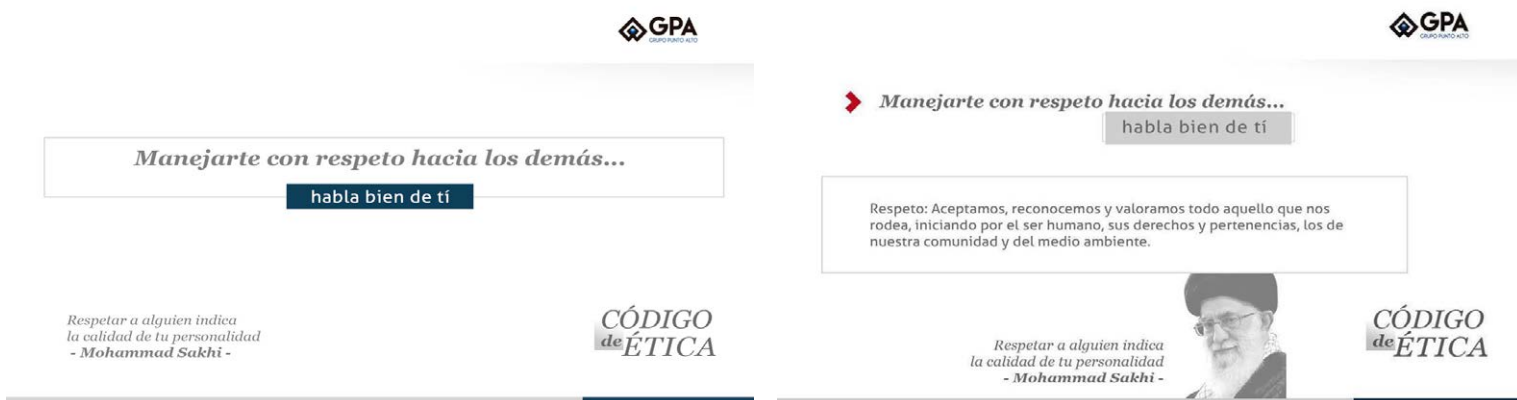 GPA
GRUPO PUNTO ALTO
Manejarte con respeto hacia los demás...
habla bien de tí
Respetar a alguien indica
la calidad de tu personalidad
- Mohammad Sakhi -
CÓDIGO
de ÉTICA
GPA
GRUPO PUNTO ALTO
Manejarte con respeto hacia los demás...
habla bien de tí
Respeto: Aceptamos, reconocemos y valoramos todo aquello que nos
rodea, iniciando por el ser humano, sus derechos y pertenencias, los de
nuestra comunidad y del medio ambiente.
Respetar a alguien indica
la calidad de tu personalidad
- Mohammad Sakhi -
CÓDIGO
de ÉTICA